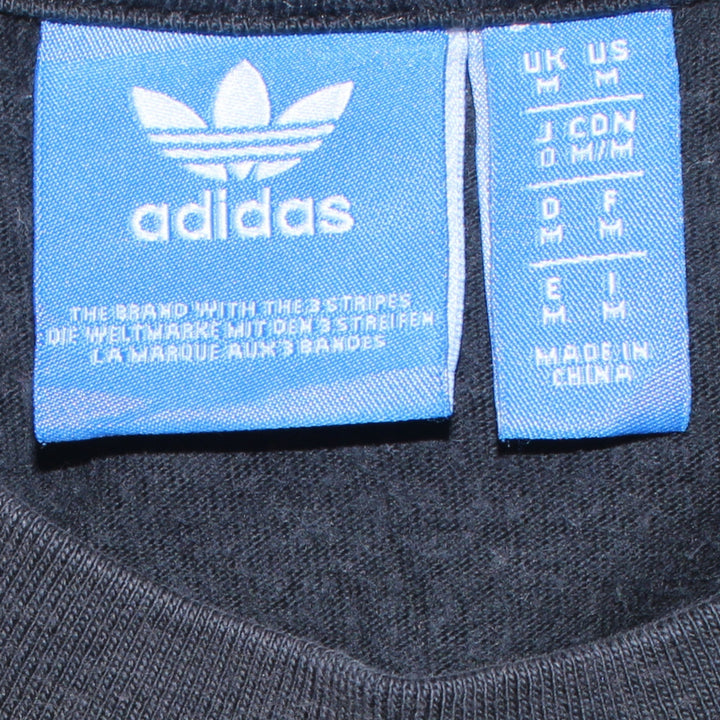 adidas
THE BRAND WITH THE 3 STRIPES
DIE WELTMARKE MIT DEN 3 STREIFEN
LA MARQUE AUX 3 BANDES
UK US
M M
J CDN
O M/M
D F
M M
E I
M M
MADE IN
CHINA